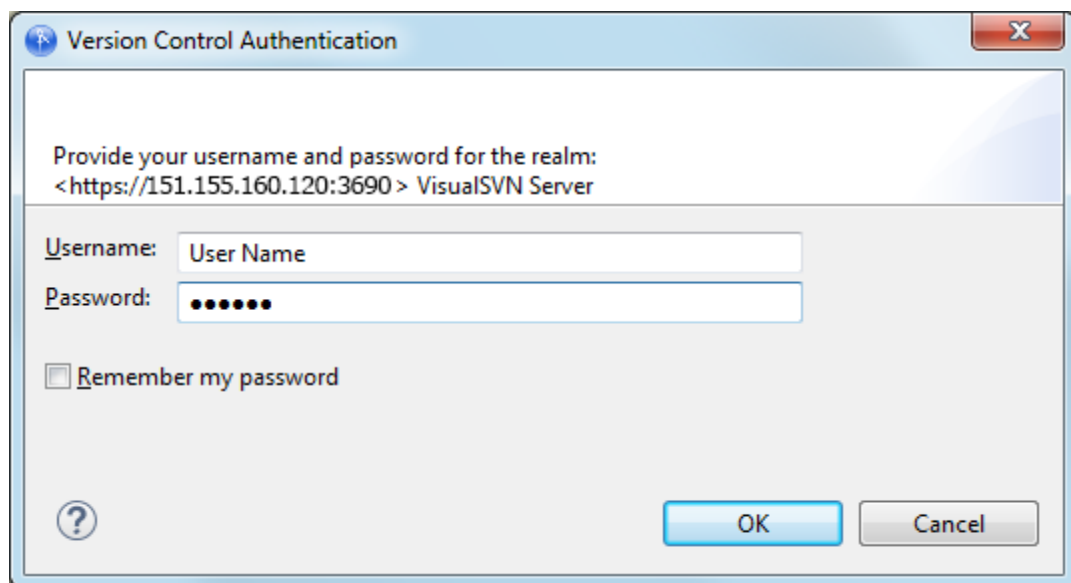 Version Control Authentication
Provide your username and password for the realm:
<https://151.155.160.120:3690> VisualSVN Server
Username: User Name
Password: ••••••
Remember my password
? OK Cancel